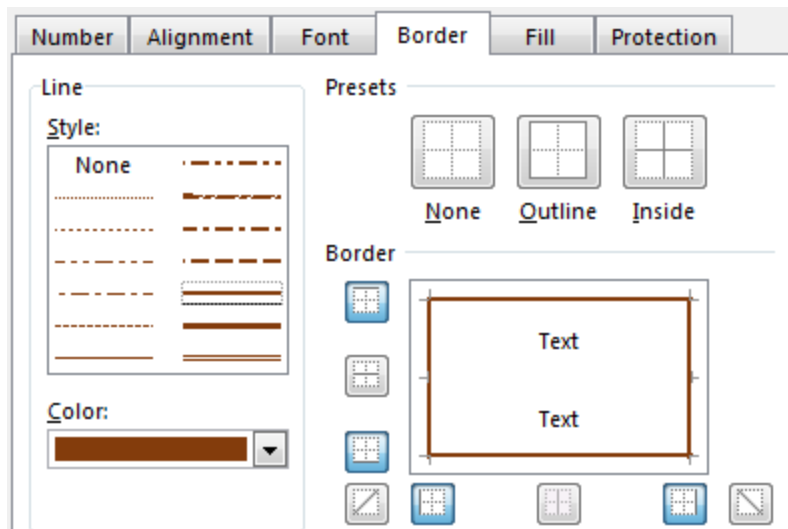 Number Alignment Font Border Fill Protection
Line
Style:
None
Color:
Presets
None Outline Inside
Border
Text
Text